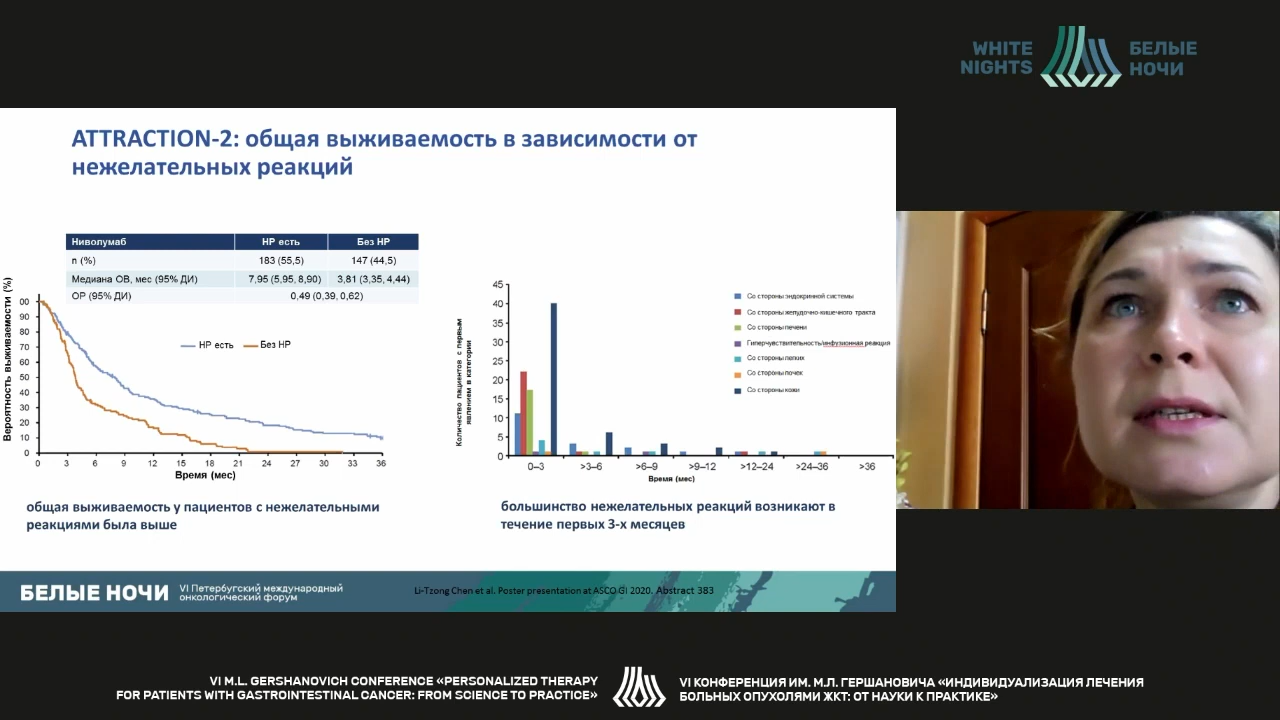 WHITE
NIGHTS
БЕЛЫЕ
НОЧИ
ATTRACTION-2: общая выживаемость в зависимости от
нежелательных реакций
Ниволумаб НР есть Без НР
n (%) 183 (55,5) 147 (44,5)
Медиана ОВ, мес (95% ДИ) 7,95 (5,95, 8,90) 3,81 (3,35, 4,44)
ОР (95% ДИ) 0,49 (0,39, 0,62)
Вероятность выживаемости (%)
00
90
80
70
60
50
40
30
20
10
0
НР есть Без НР
0 3 6 9 12 15 18 21 24 27 30 33 36
Время (мес)
общая выживаемость у пациентов с нежелательными
реакциями была выше
Количество пациентов с первым
явлением в категории
45
40
35
30
25
20
15
10
5
0
Со стороны эндокринной системы
Со стороны желудочно-кишечного тракта
Со стороны печени
Гиперчувствительность/инфузионная реакция
Со стороны легких
Со стороны почек
Со стороны кожи
0–3 >3–6 >6–9 >9–12 >12–24 >24–36 >36
Время (мес)
большинство нежелательных реакций возникают в
течение первых 3-х месяцев
БЕЛЫЕ НОЧИ
VI Петербугский международный
онкологический форум
Li-Tzong Chen et al. Poster presentation at ASCO GI 2020. Abstract 383
VI M.L. GERSHANOVICH CONFERENCE «PERSONALIZED THERAPY
FOR PATIENTS WITH GASTROINTESTINAL CANCER: FROM SCIENCE TO PRACTICE»
VI КОНФЕРЕНЦИЯ ИМ. М.Л. ГЕРШАНОВИЧА «ИНДИВИДУАЛИЗАЦИЯ ЛЕЧЕНИЯ
БОЛЬНЫХ ОПУХОЛЯМИ ЖКТ: ОТ НАУКИ К ПРАКТИКЕ»